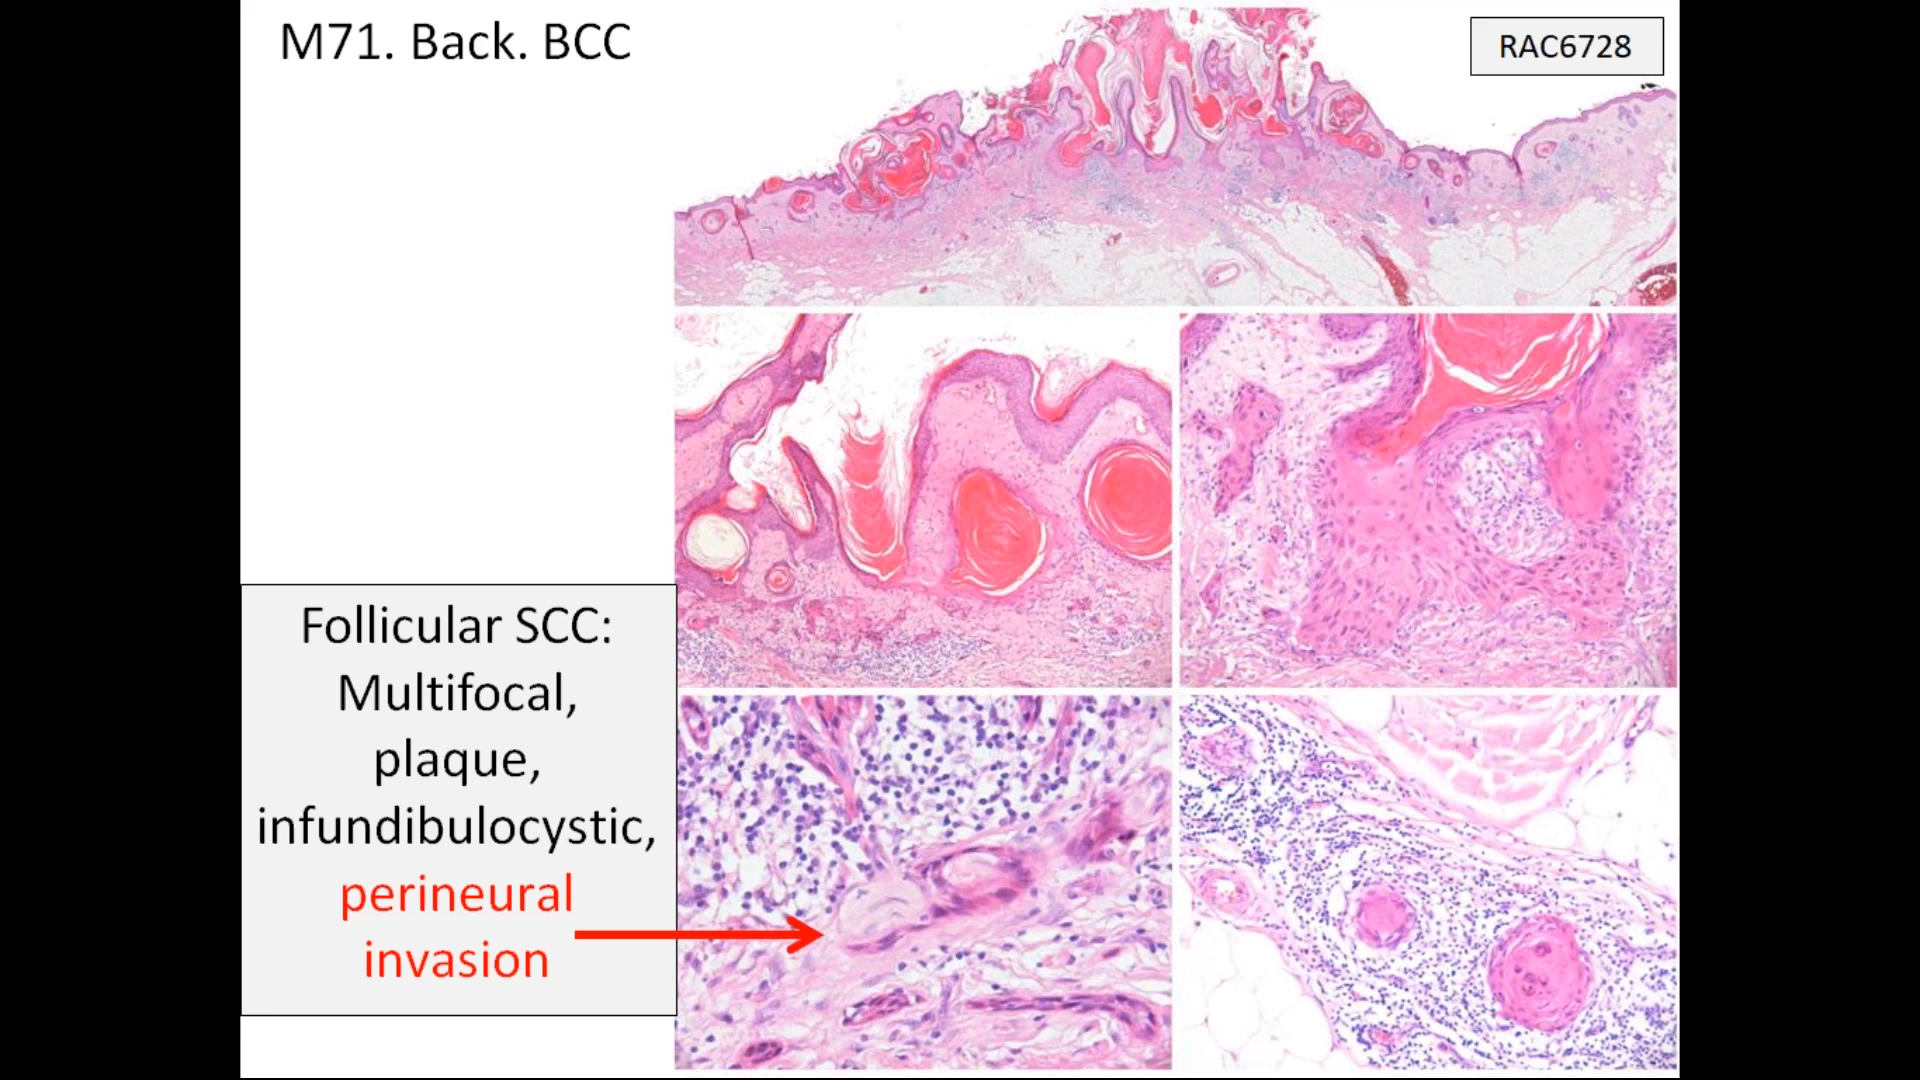 M71. Back. BCC
RAC6728
Follicular SCC:
Multifocal,
plaque,
infundibulocystic,
perineural
invasion